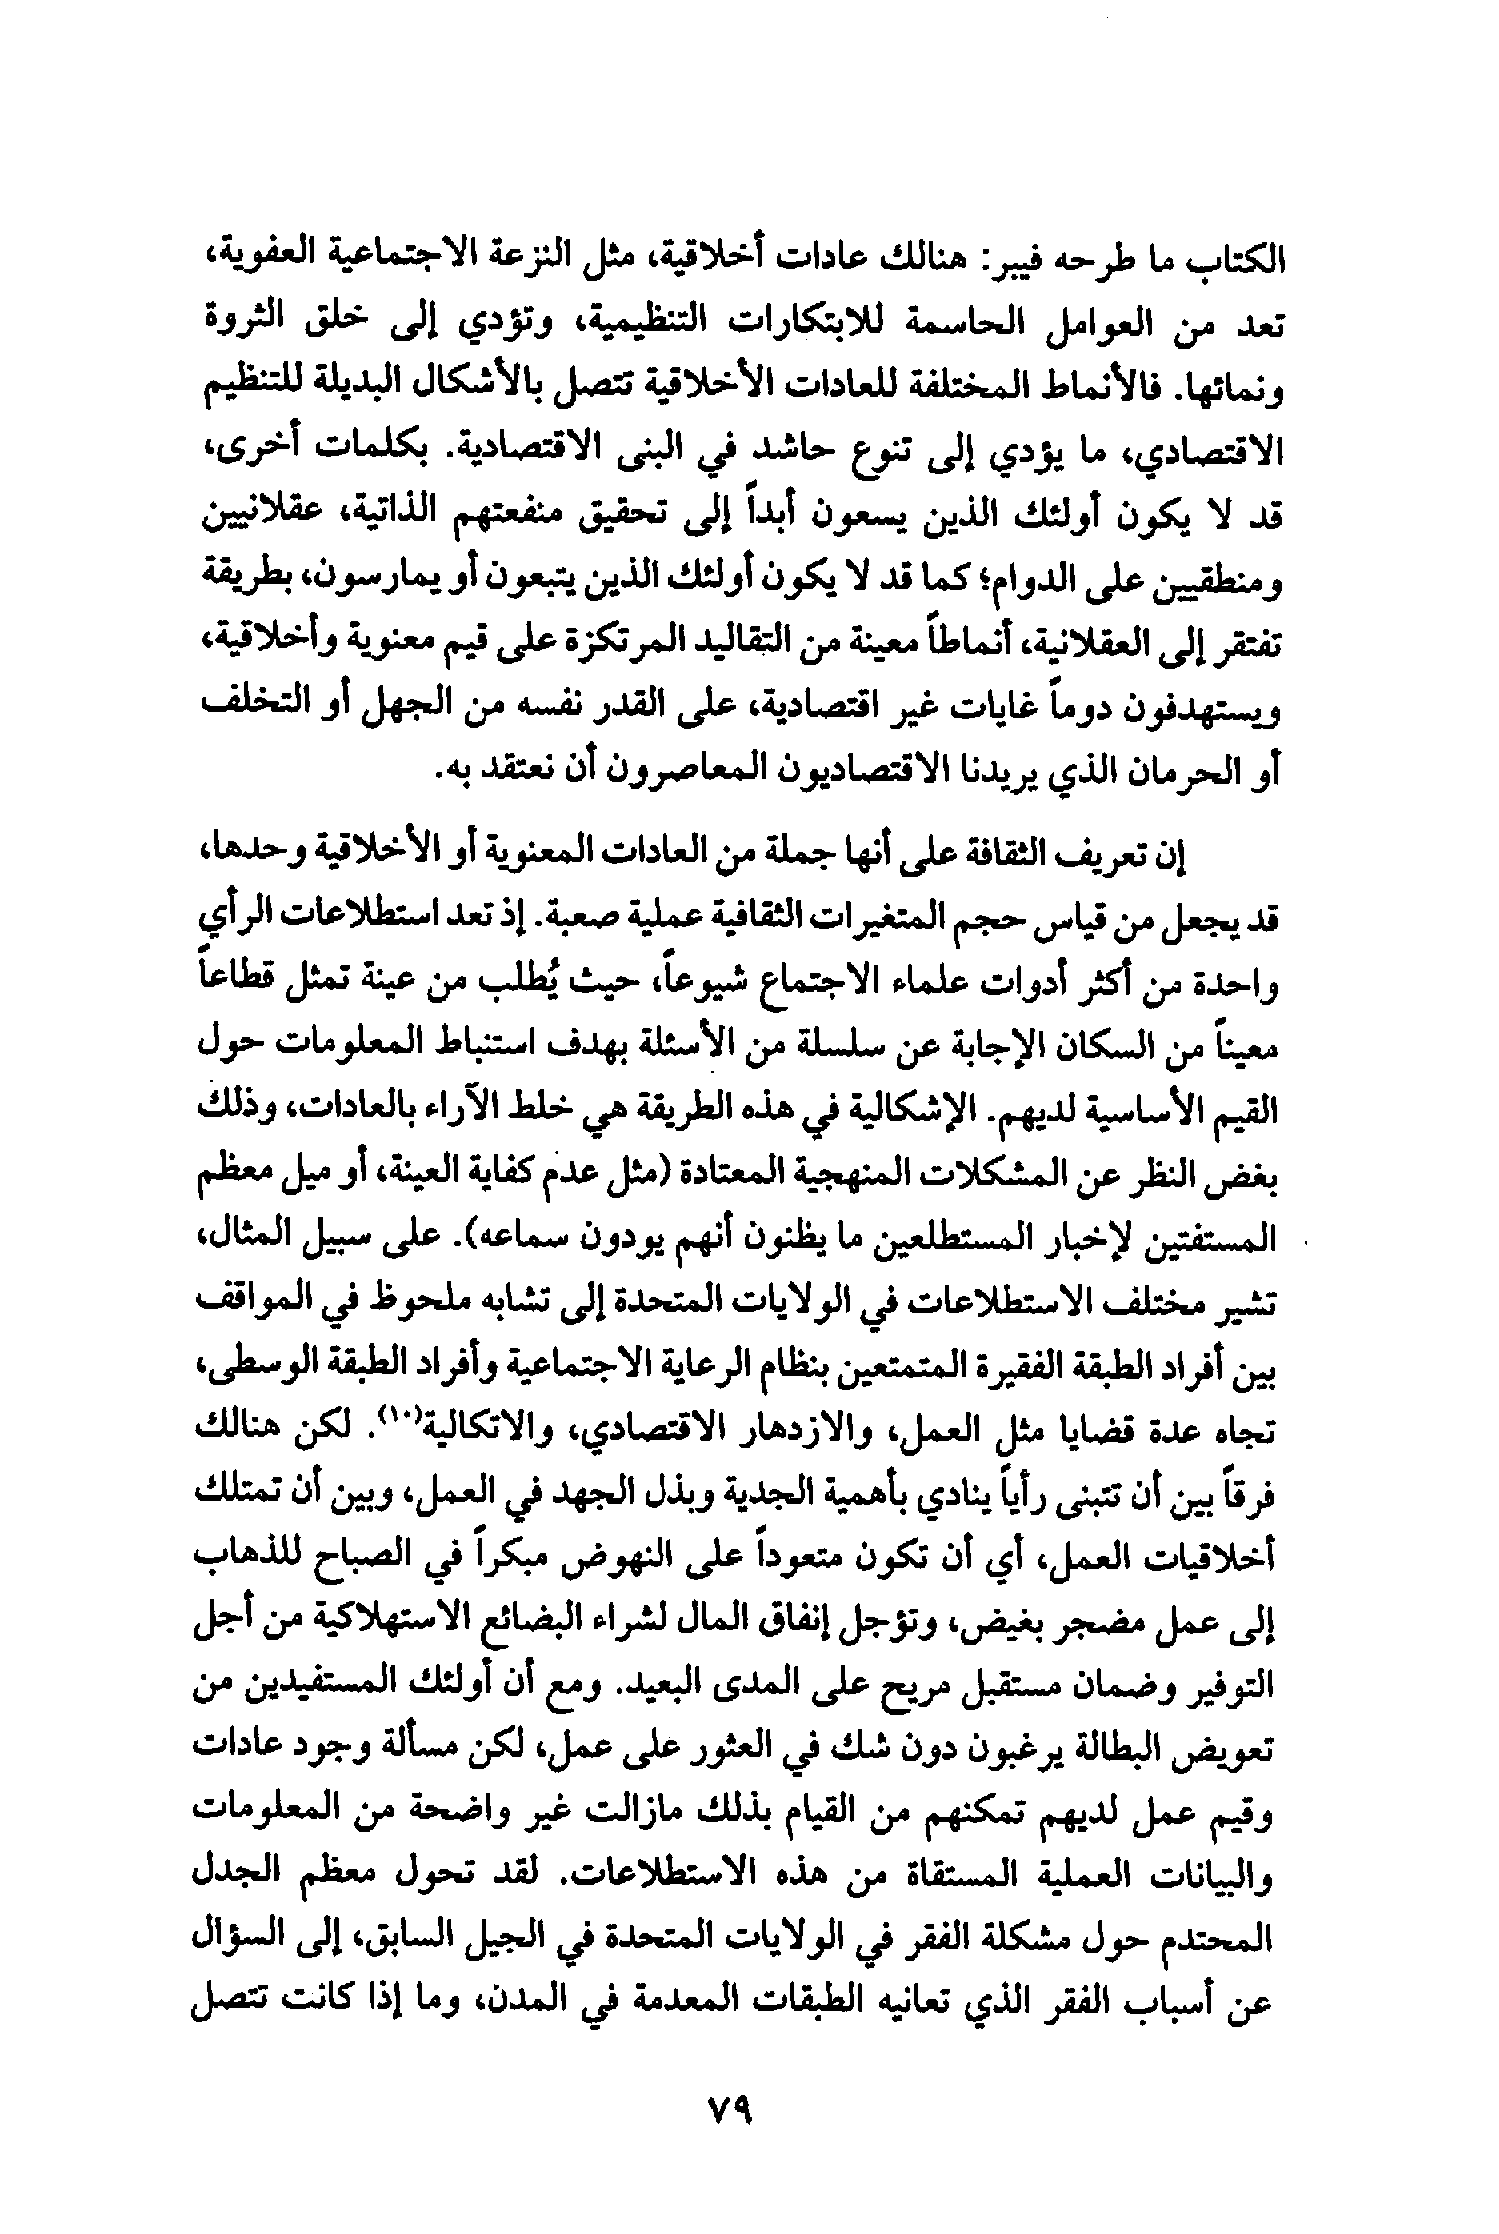 الكتاب ما طرحه فيبر: هنالك عادات أخلاقية، مثل النزعة الاجتماعية العفوية،
تعد من العوامل الحاسمة للابتكارات التنظيمية، وتؤدي إلى خلق الثروة
ونمائها. فالأنماط المختلفة للعادات الأخلاقية تتصل بالأشكال البديلة للتنظيم
الاقتصادي، ما يؤدي إلى تنوع حاشد في البنى الاقتصادية. بكلمات أخرى،
قد لا يكون أولئك الذين يسعون أبداً إلى تحقيق منفعتهم الذاتية، عقلانيين
ومنطقيين على الدوام؛ كما قد لا يكون أولئك الذين يتبعون أو يمارسون، بطريقة
تفتقر إلى العقلانية، أنماطاً معينة من التقاليد المرتكزة على قيم معنوية وأخلاقية،
ويستهدفون دوماً غايات غير اقتصادية، على القدر نفسه من الجهل أو التخلف
أو الحرمان الذي يريدنا الاقتصاديون المعاصرون أن نعتقد به.
إن تعريف الثقافة على أنها جملة من العادات المعنوية أو الأخلاقية وحدها،
قد يجعل من قياس حجم المتغيرات الثقافية عملية صعبة. إذ تعد استطلاعات الرأي
واحدة من أكثر أدوات علماء الاجتماع شيوعاً، حيث يُطلب من عينة تمثل قطاعاً
معيناً من السكان الإجابة عن سلسلة من الأسئلة بهدف استنباط المعلومات حول
القيم الأساسية لديهم. الإشكالية في هذه الطريقة هي خلط الآراء بالعادات، وذلك
بغض النظر عن المشكلات المنهجية المعتادة (مثل عدم كفاية العينة، أو ميل معظم
المستفتين لإخبار المستطلعين ما يظنون أنهم يودون سماعه). على سبيل المثال،
تشير مختلف الاستطلاعات في الولايات المتحدة إلى تشابه ملحوظ في المواقف
بين أفراد الطبقة الفقيرة المتمتعين بنظام الرعاية الاجتماعية وأفراد الطبقة الوسطى،
تجاه عدة قضايا مثل العمل، والازدهار الاقتصادي، والاتكالية(١٠). لكن هنالك
فرقاً بين أن تتبنى رأياً ينادي بأهمية الجدية وبذل الجهد في العمل، وبين أن تمتلك
أخلاقيات العمل، أي أن تكون متعوداً على النهوض مبكراً في الصباح للذهاب
إلى عمل مضجر بغيض، وتؤجل إنفاق المال لشراء البضائع الاستهلاكية من أجل
التوفير وضمان مستقبل مريح على المدى البعيد. ومع أن أولئك المستفيدين من
تعويض البطالة يرغبون دون شك في العثور على عمل، لكن مسألة وجود عادات
وقيم عمل لديهم تمكنهم من القيام بذلك مازالت غير واضحة من المعلومات
والبيانات العملية المستقاة من هذه الاستطلاعات. لقد تحول معظم الجدل
المحتدم حول مشكلة الفقر في الولايات المتحدة في الجيل السابق، إلى السؤال
عن أسباب الفقر الذي تعانيه الطبقات المعدمة في المدن، وما إذا كانت تتصل
٧٩